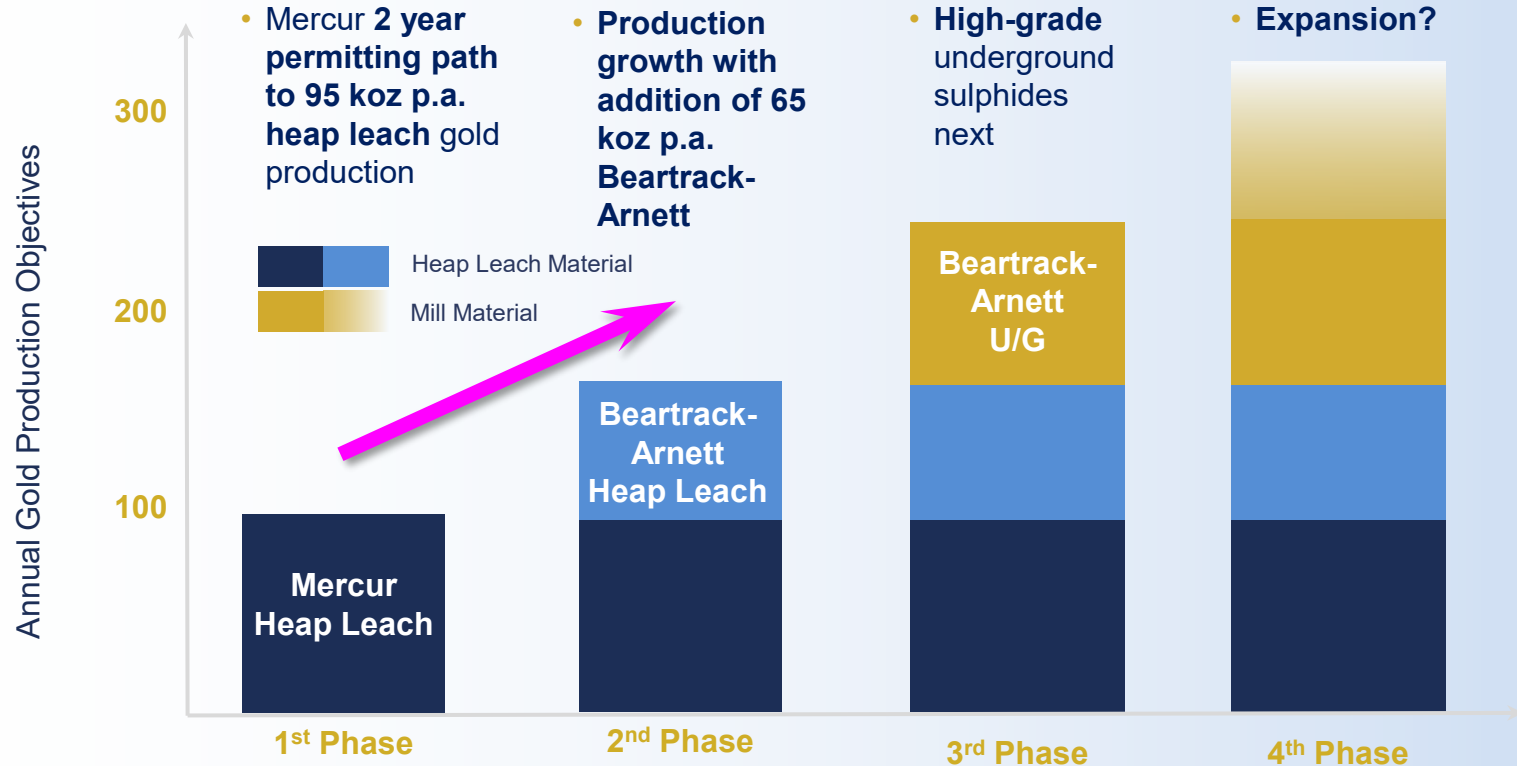 • Mercur 2 year
permitting path
to 95 koz p.a.
heap leach gold
production
• Production
growth with
addition of 65
koz p.a.
Beartrack-
Arnett
• High-grade
underground
sulphides
next
• Expansion?
Annual Gold Production Objectives
300
200
100
Heap Leach Material
Mill Material
Mercur
Heap Leach
Beartrack-
Arnett
Heap Leach
Beartrack-
Arnett
U/G
1st Phase
2nd Phase
3rd Phase
4th Phase